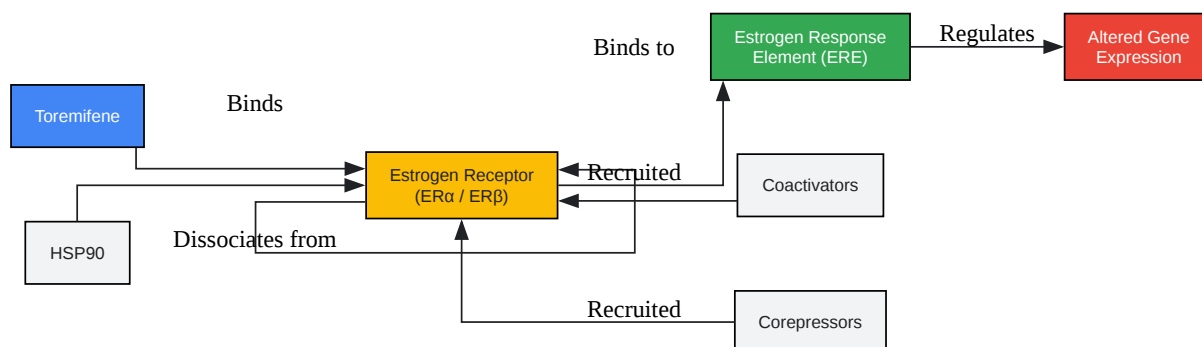 Estrogen Response
Element (ERE)
Regulates
Altered Gene
Expression
Binds to
Toremifene
Binds
Estrogen Receptor
(ERα / ERβ)
Recruited
Coactivators
HSP90
Dissociates from
Recruited
Corepressors